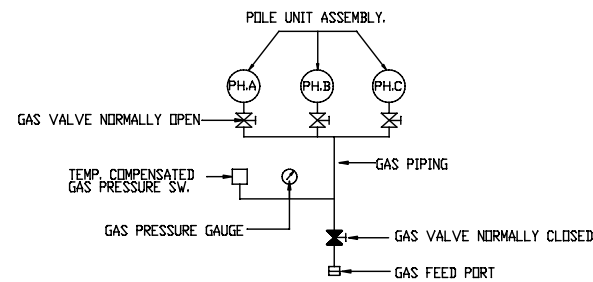 POLE UNIT ASSEMBLY.
PH.A PH.B PH.C
GAS VALVE NORMALLY OPEN
GAS PIPING
TEMP. COMPENSATED
GAS PRESSURE SW.
GAS PRESSURE GAUGE
GAS VALVE NORMALLY CLOSED
GAS FEED PORT